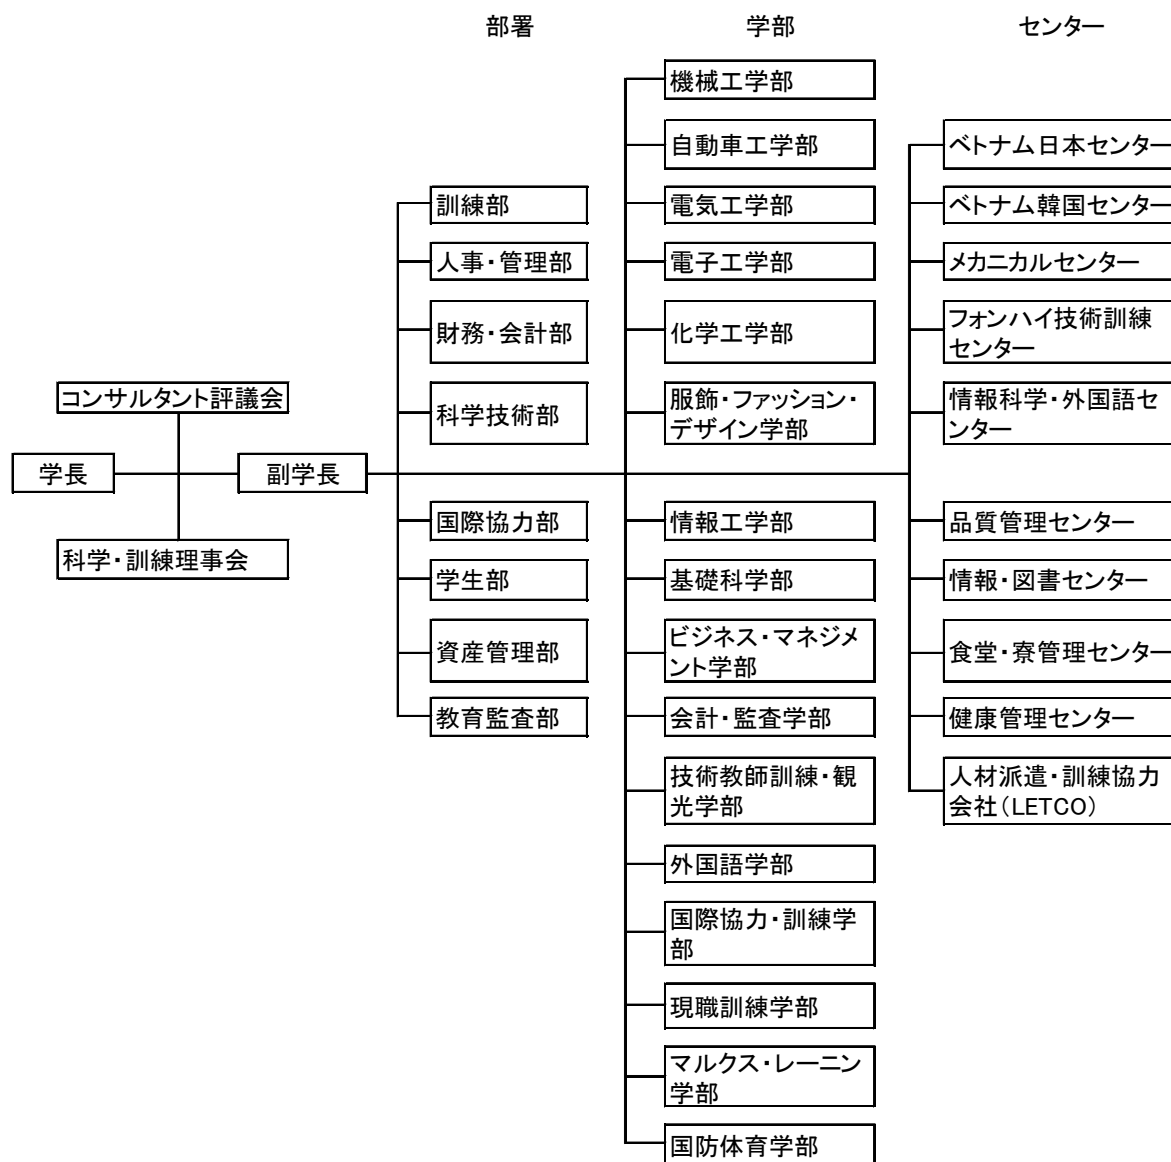 部署
学部
センター
コンサルタント評議会
学長
副学長
科学・訓練理事会
訓練部
人事・管理部
財務・会計部
科学技術部
国際協力部
学生部
資産管理部
教育監査部
機械工学部
自動車工学部
電気工学部
電子工学部
化学工学部
服飾・ファッション・
デザイン学部
情報工学部
基礎科学部
ビジネス・マネジメ
ント学部
会計・監査学部
技術教師訓練・観
光学部
外国語学部
国際協力・訓練学
部
現職訓練学部
マルクス・レーニン
学部
国防体育学部
ベトナム日本センター
ベトナム韓国センター
メカニカルセンター
フォンハイ技術訓練
センター
情報科学・外国語セ
ンター
品質管理センター
情報・図書センター
食堂・寮管理センター
健康管理センター
人材派遣・訓練協力
会社(LETCO)